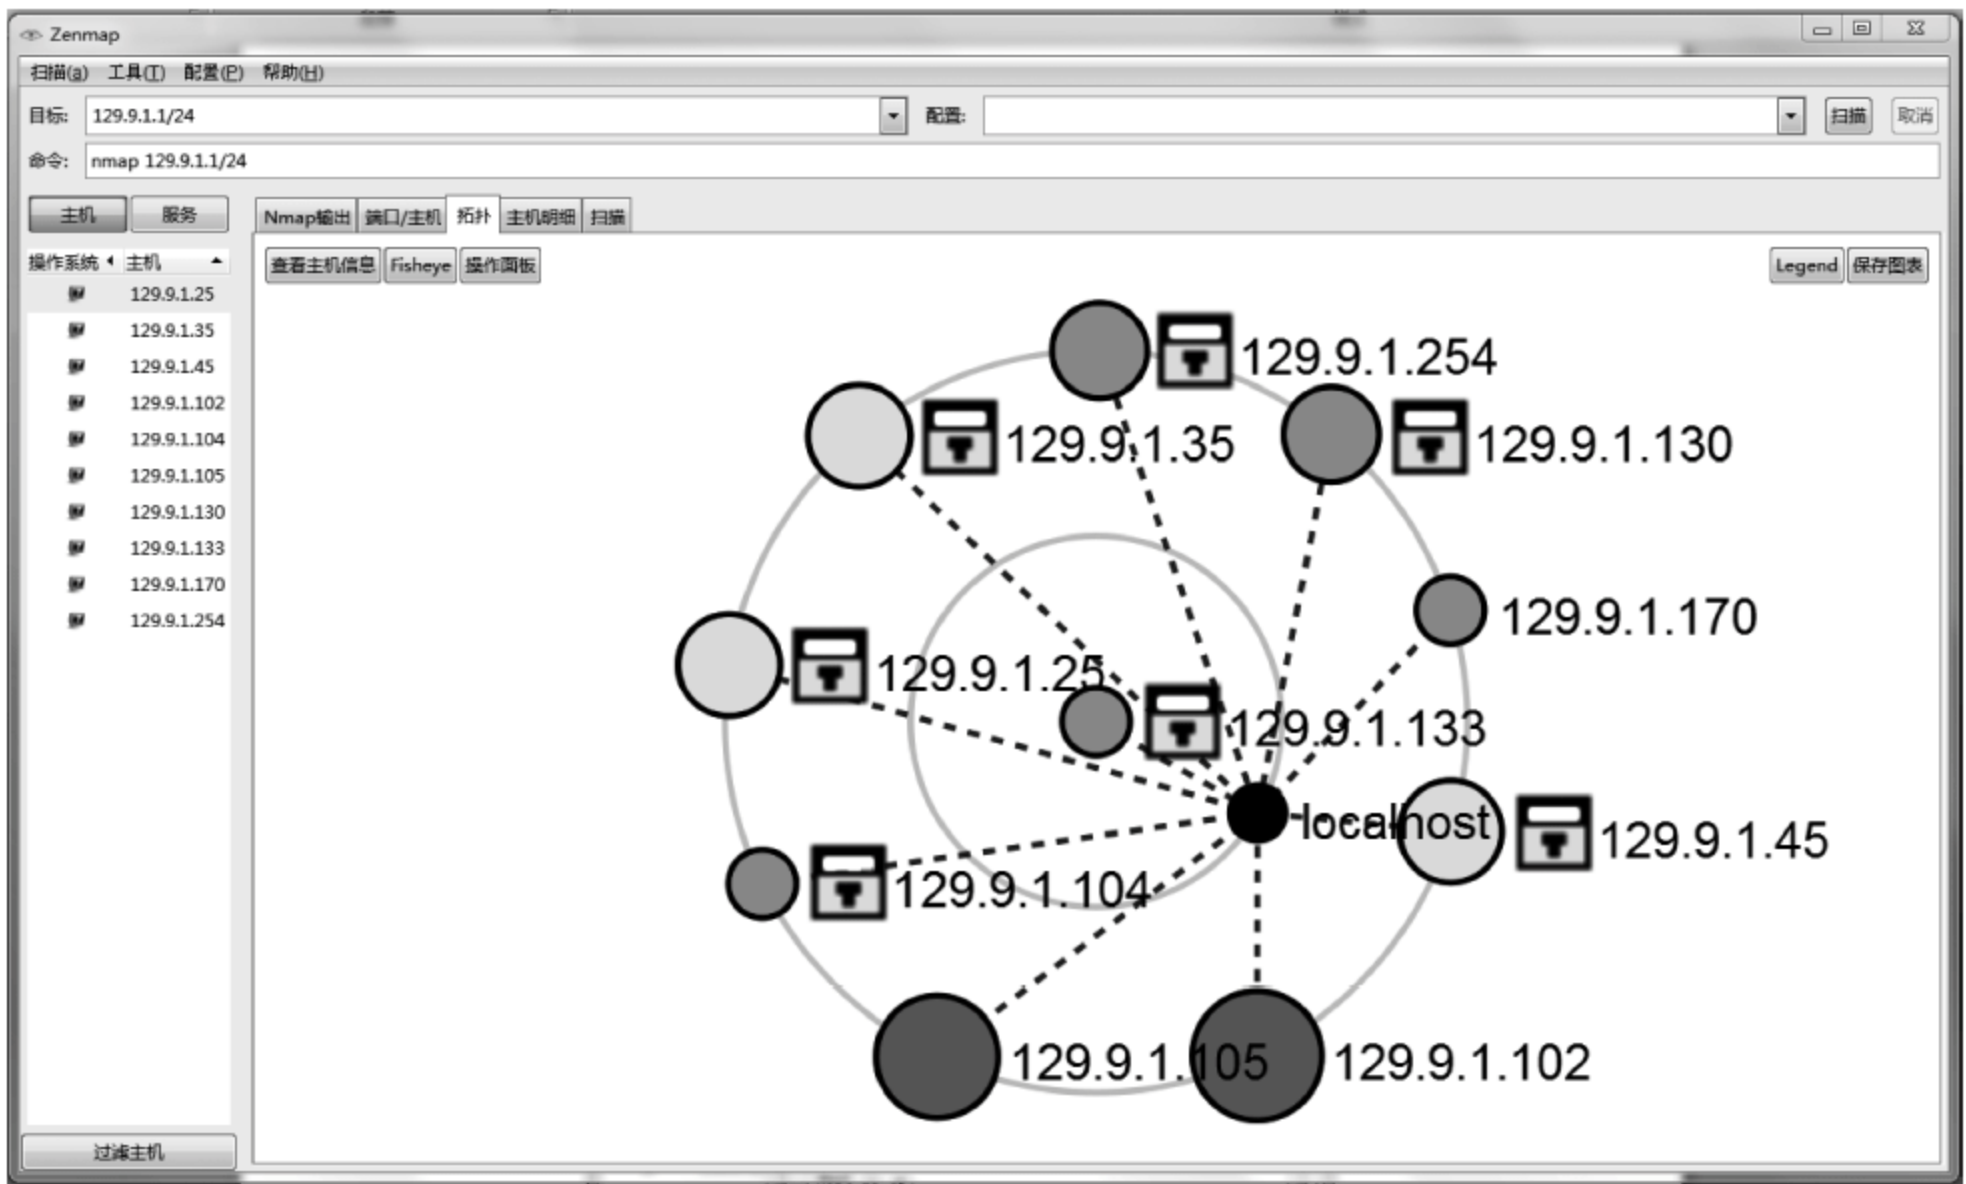 Zenmap
扫描(a) 工具(T) 配置(P) 帮助(H)
目标: 129.9.1.1/24 配置: 扫描 取消
命令: nmap 129.9.1.1/24
主机 服务 Nmap输出 端口/主机 拓扑 主机明细 扫描
操作系统 主机
查看主机信息 Fisheye 操作面板 Legend 保存图表
129.9.1.25
129.9.1.35
129.9.1.45
129.9.1.102
129.9.1.104
129.9.1.105
129.9.1.130
129.9.1.133
129.9.1.170
129.9.1.254
过滤主机
129.9.1.254
129.9.1.35
129.9.1.130
129.9.1.170
129.9.1.25
129.9.1.133
localhost
129.9.1.45
129.9.1.104
129.9.1.105
129.9.1.102